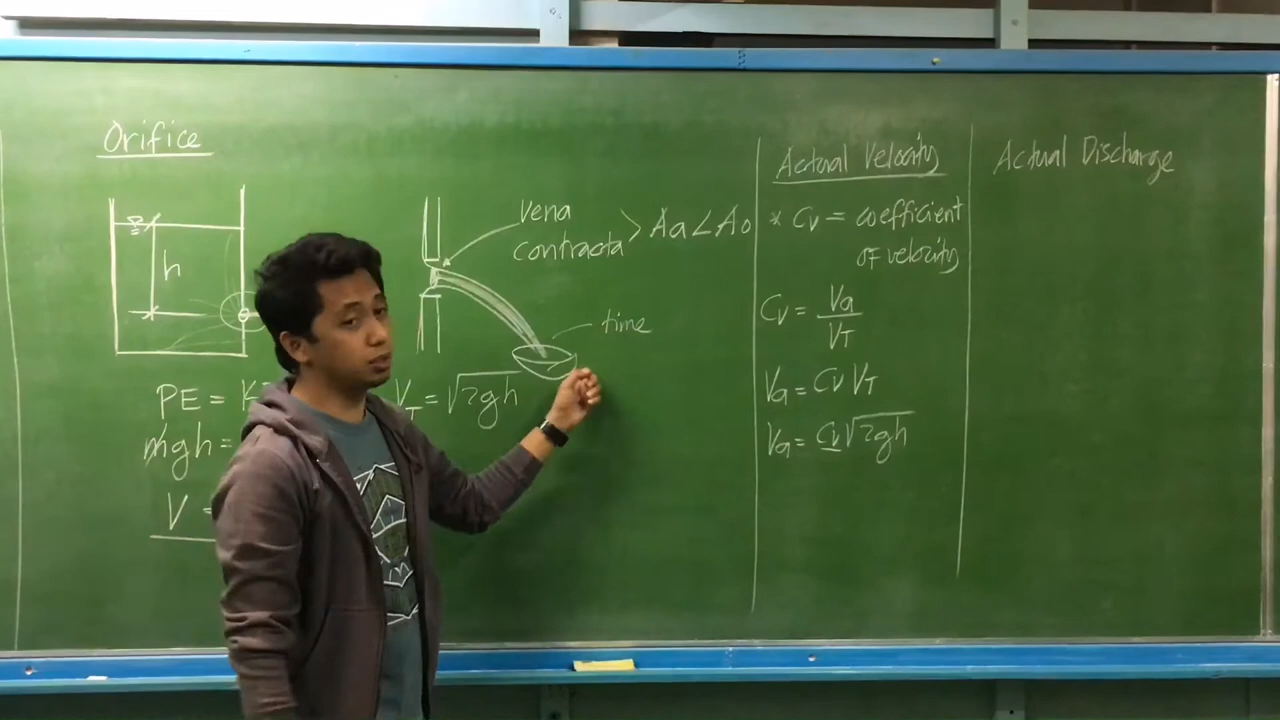 Orifice
h
PE =
mgh =
V =
V_T = √2gh
vena
contracta > Aa < Ao
time
Actual Velocity
* Cv = coefficient
of velocity
Cv = Va / VT
Va = Cv VT
Va = Cv √2gh
Actual Discharge